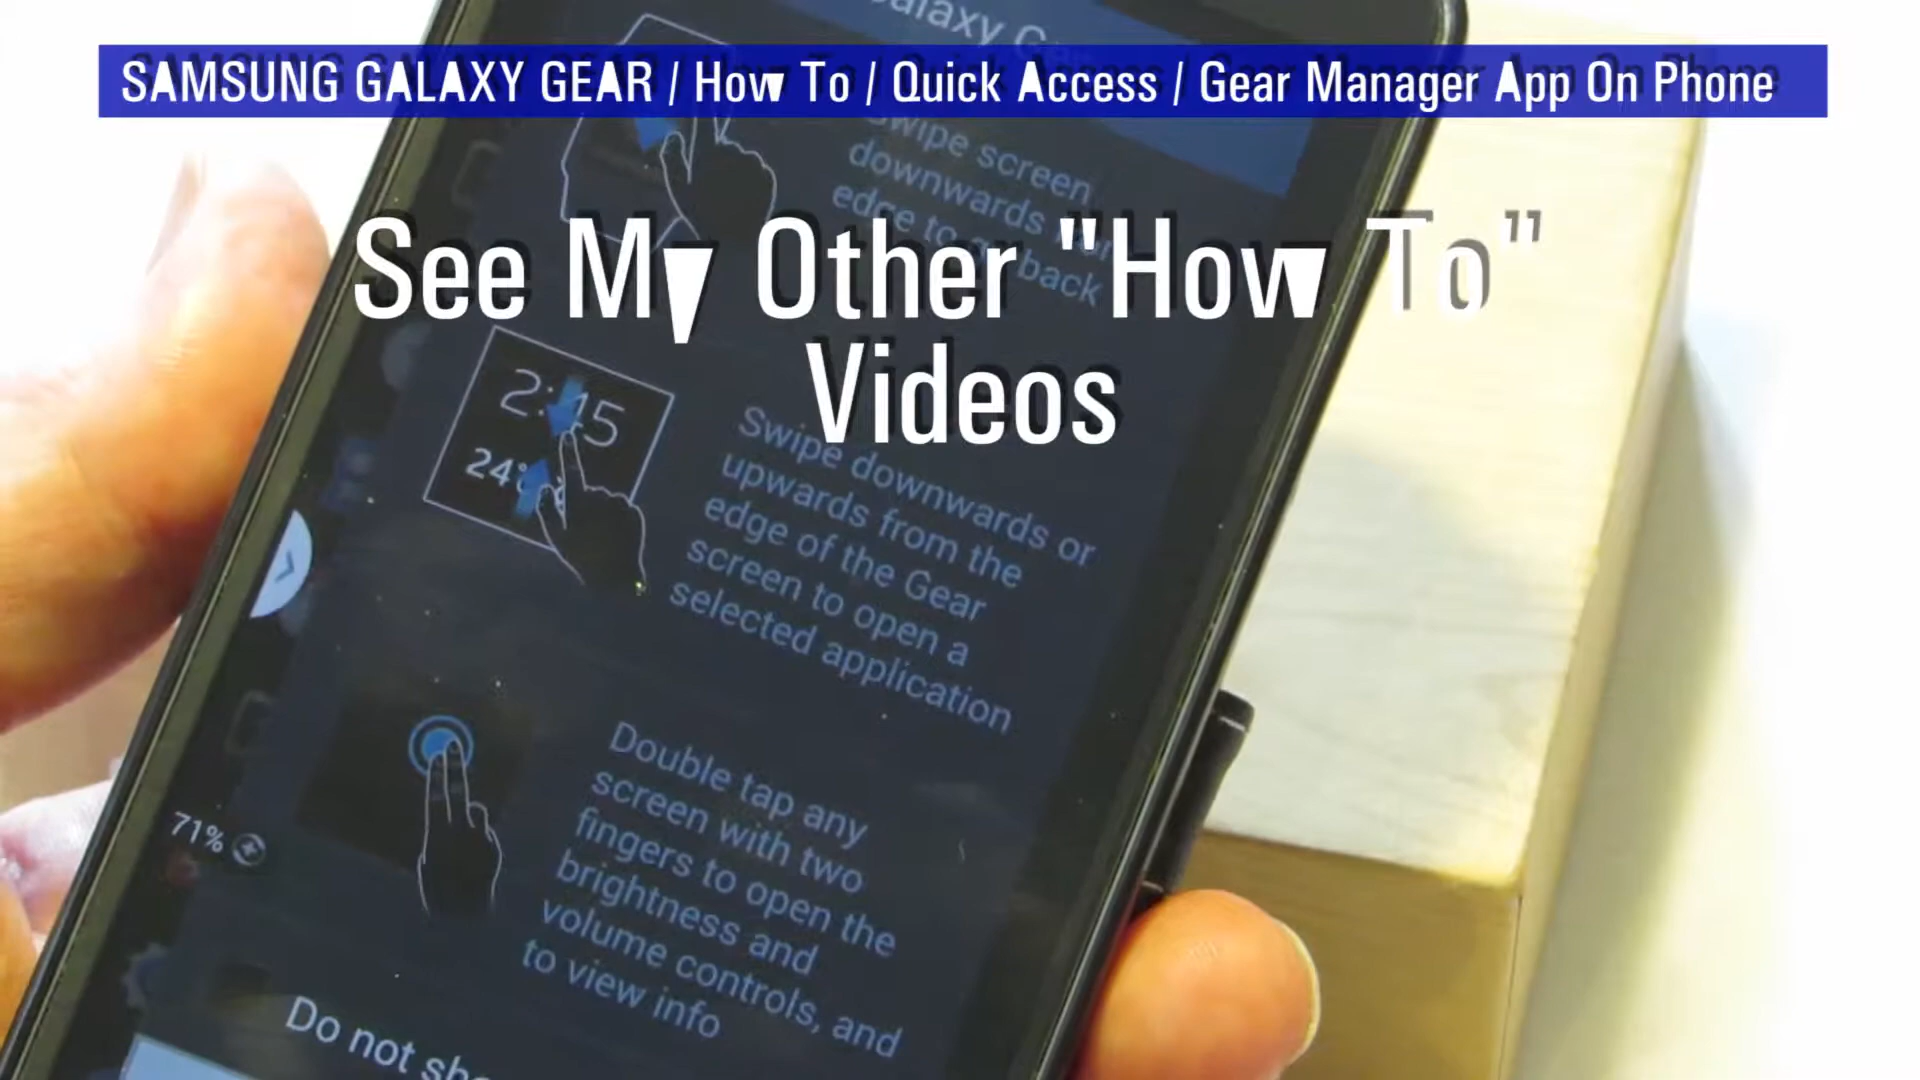 SAMSUNG GALAXY GEAR / How To / Quick Access / Gear Manager App On Phone
See My Other "How To"
Videos
Swipe screen
downwards
edge to
back
2:45
24°
Swipe downwards or
upwards from the
edge of the Gear
screen to open a
selected application
Double tap any
screen with two
fingers to open the
brightness and
volume controls, and
to view info
71%
Do not